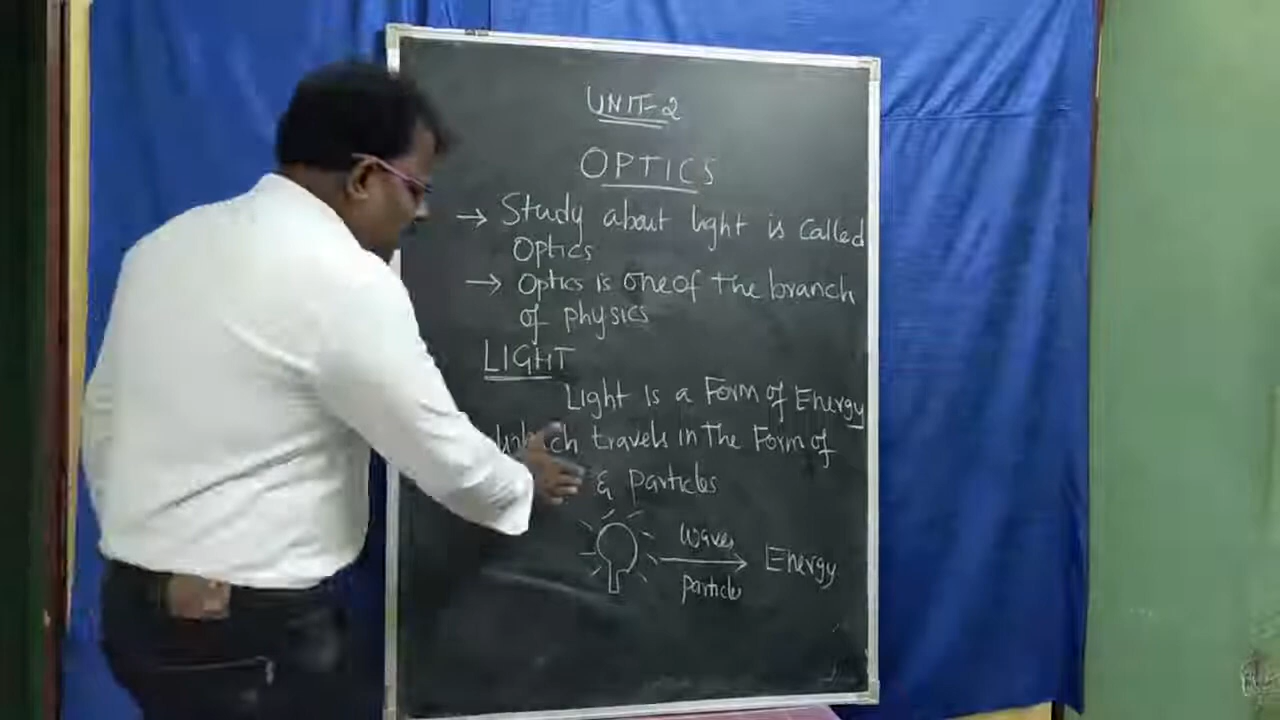 UNIT-2
OPTICS
→ Study about light is called
Optics
→ Optics is one of the branch
of physics
LIGHT
Light is a Form of Energy
travels in The Form of
& Particles
Waves
Energy
particles